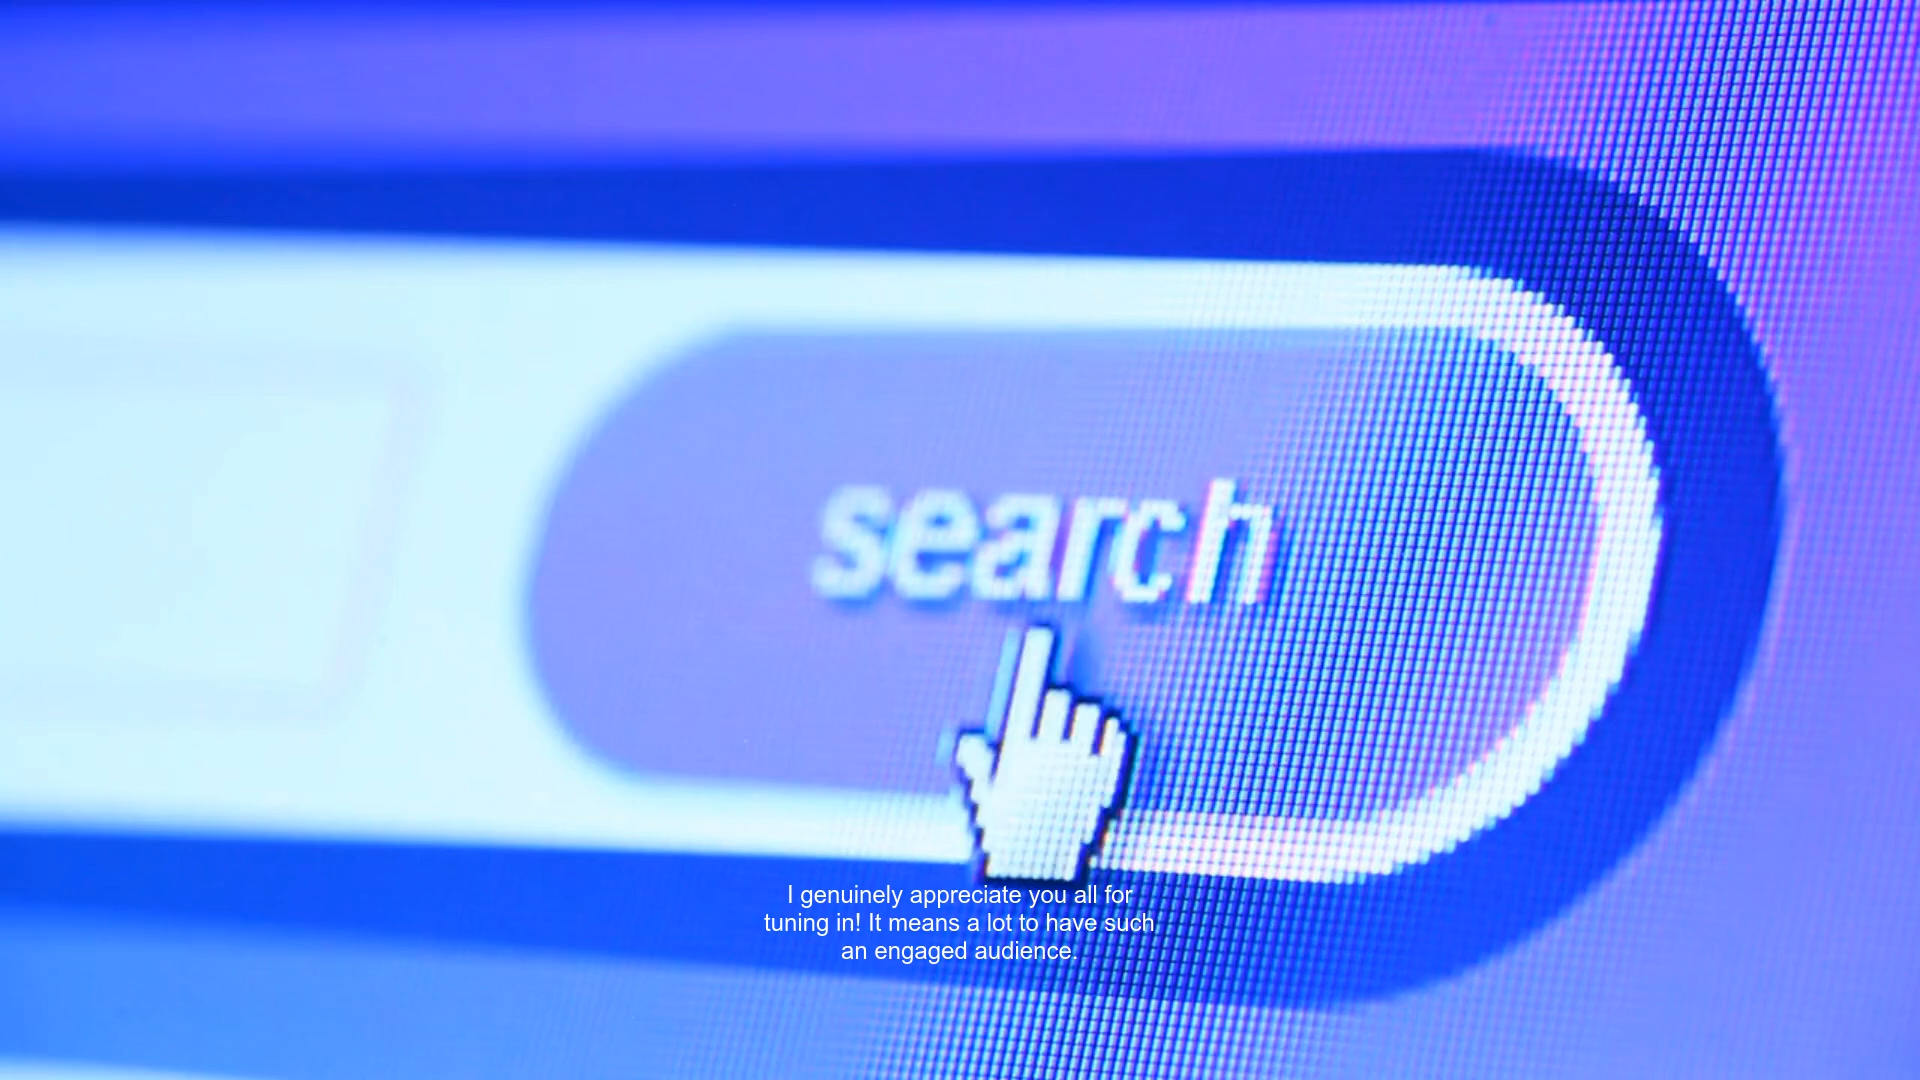 search
I genuinely appreciate you all for
tuning in! It means a lot to have such
an engaged audience.